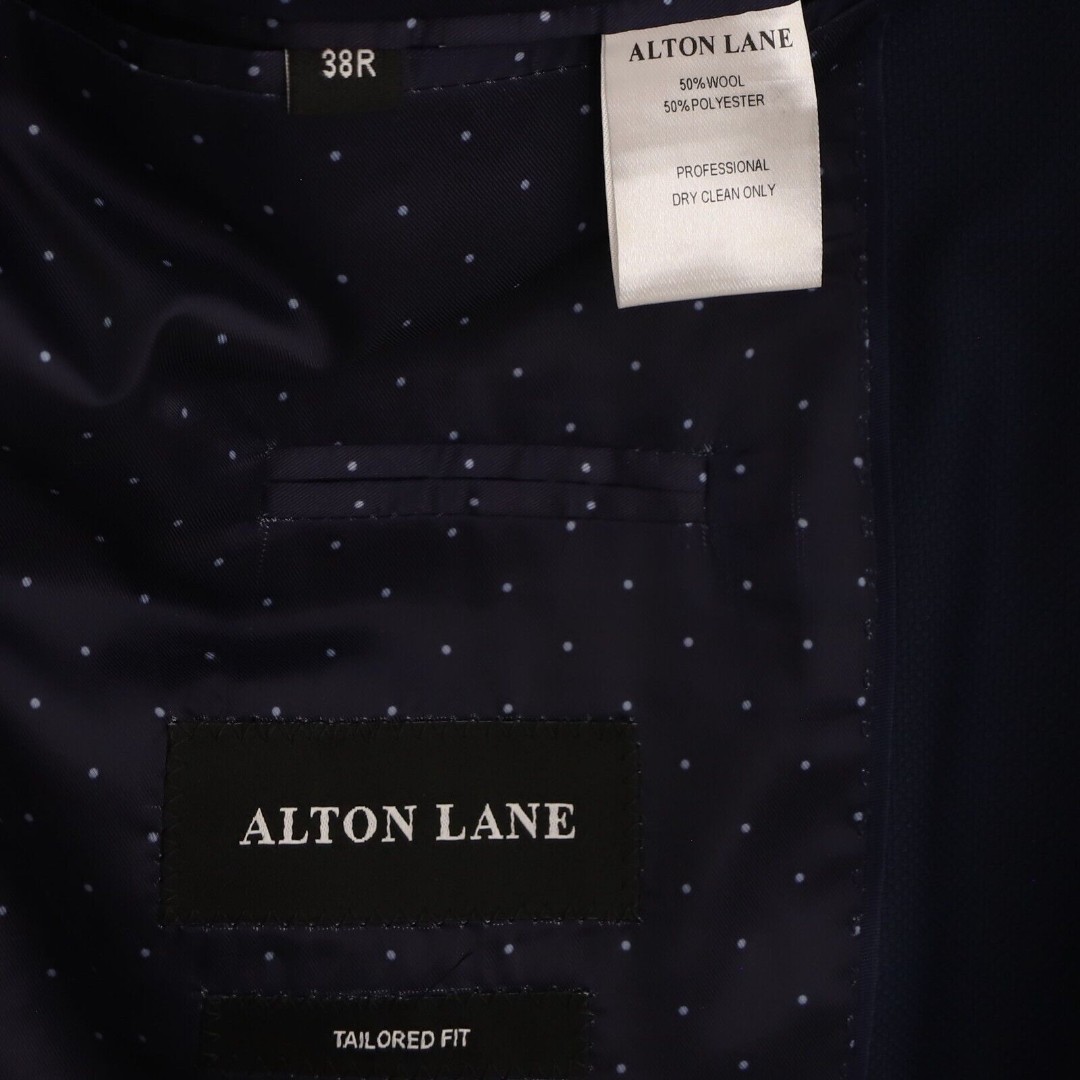 38R
ALTON LANE
50%WOOL
50%POLYESTER
PROFESSIONAL
DRY CLEAN ONLY
ALTON LANE
TAILORED FIT